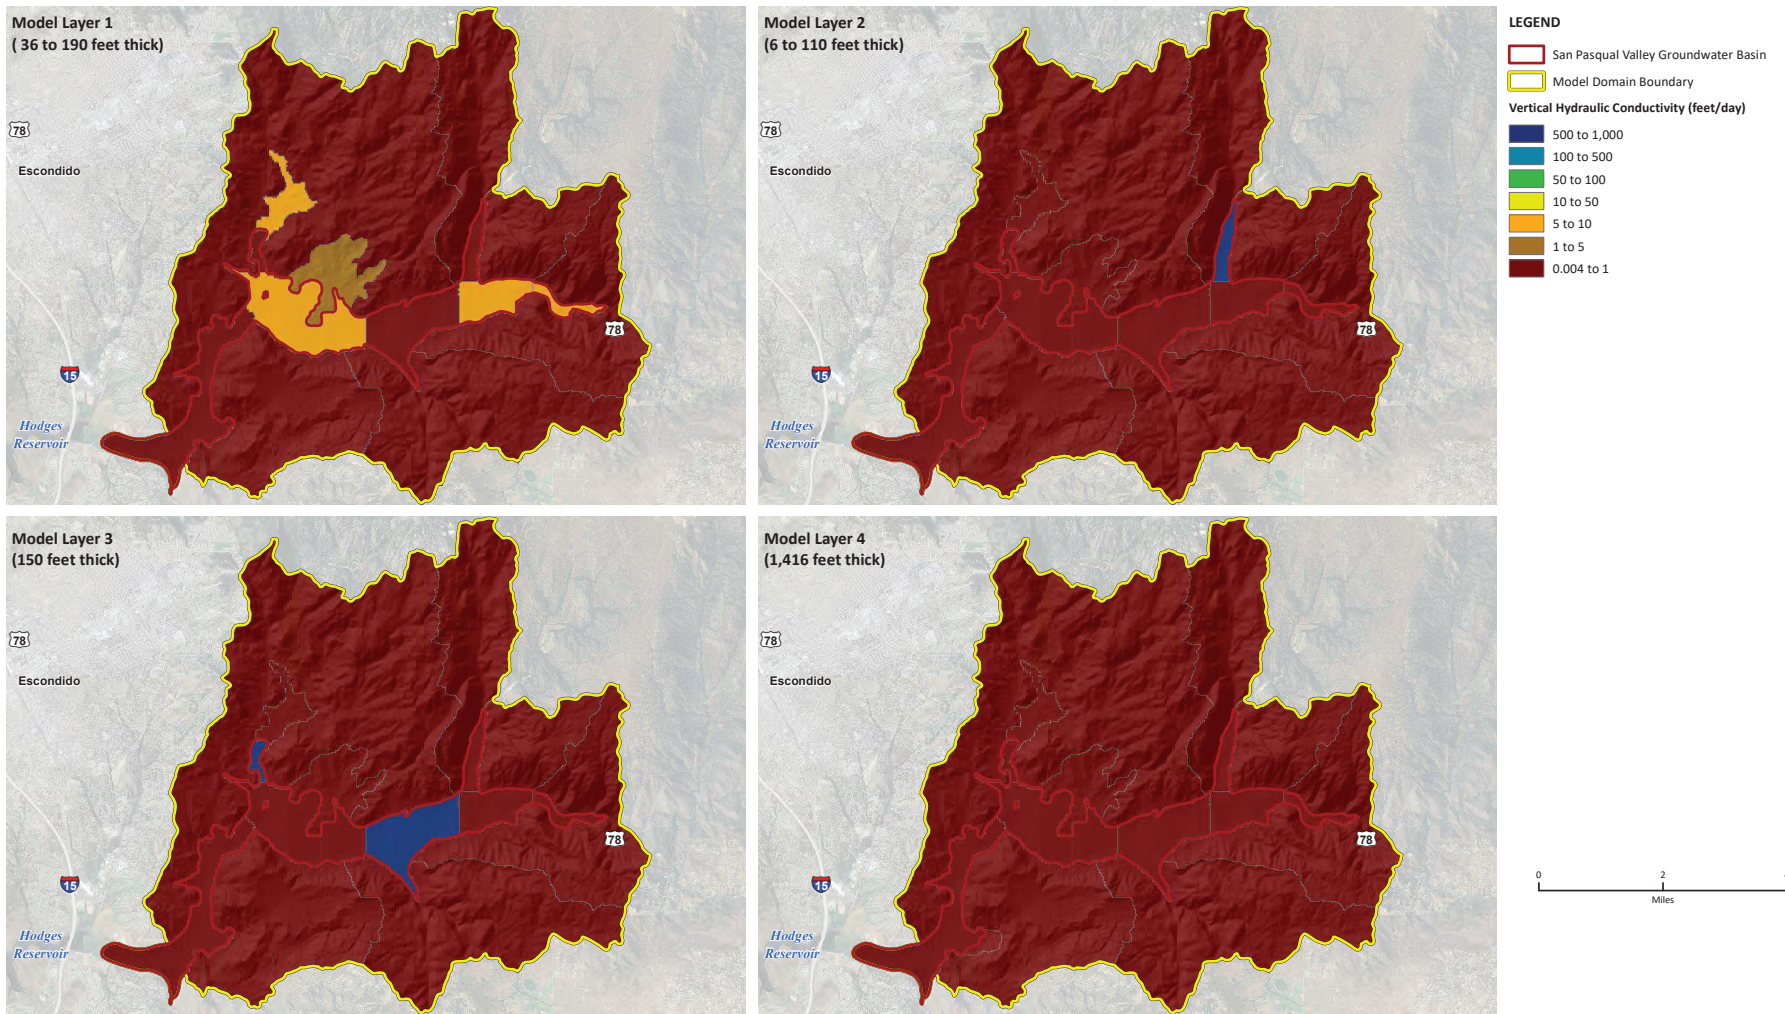 Model Layer 1
( 36 to 190 feet thick)
78
Escondido
78
15
Hodges
Reservoir
Model Layer 2
(6 to 110 feet thick)
78
Escondido
78
15
Hodges
Reservoir
LEGEND
San Pasqual Valley Groundwater Basin
Model Domain Boundary
Vertical Hydraulic Conductivity (feet/day)
500 to 1,000
100 to 500
50 to 100
10 to 50
5 to 10
1 to 5
0.004 to 1
Model Layer 3
(150 feet thick)
78
Escondido
78
15
Hodges
Reservoir
Model Layer 4
(1,416 feet thick)
78
Escondido
78
15
Hodges
Reservoir
0 2
Miles